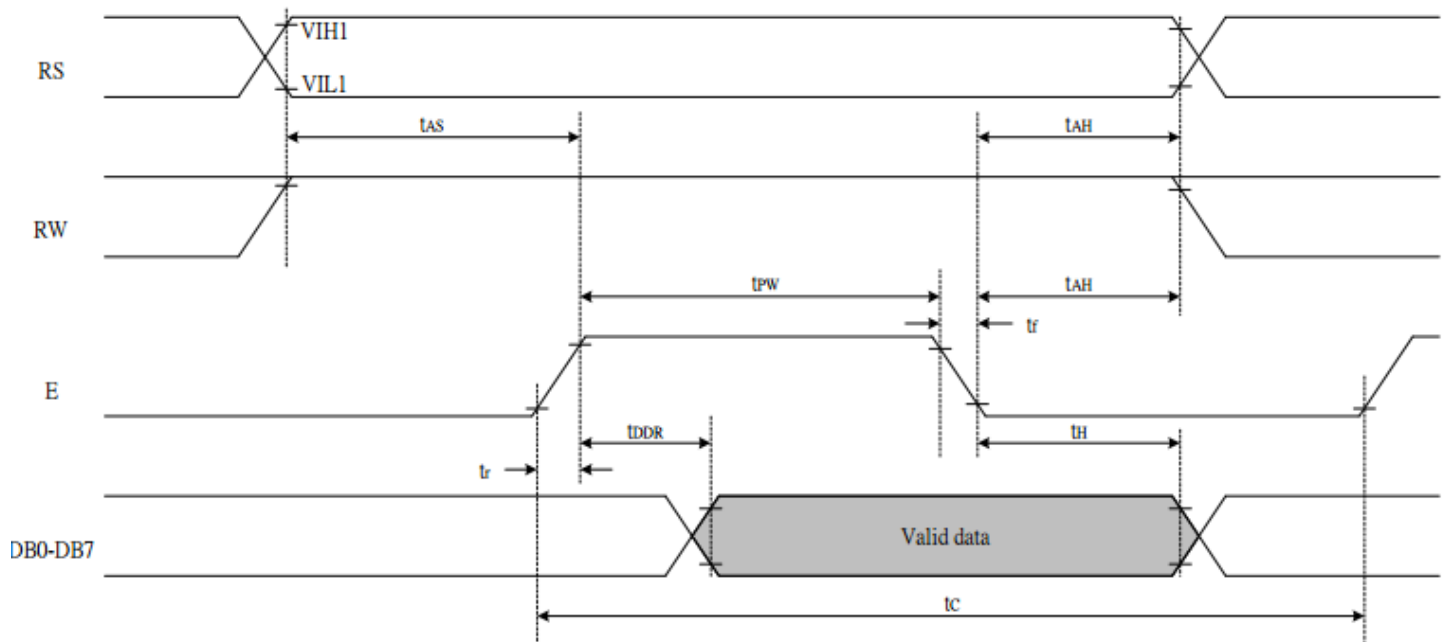 VIH1
RS
VIL1
tAS
tAH
RW
tPW
tAH
tf
E
tDDR
tH
tr
Valid data
DB0-DB7
tC